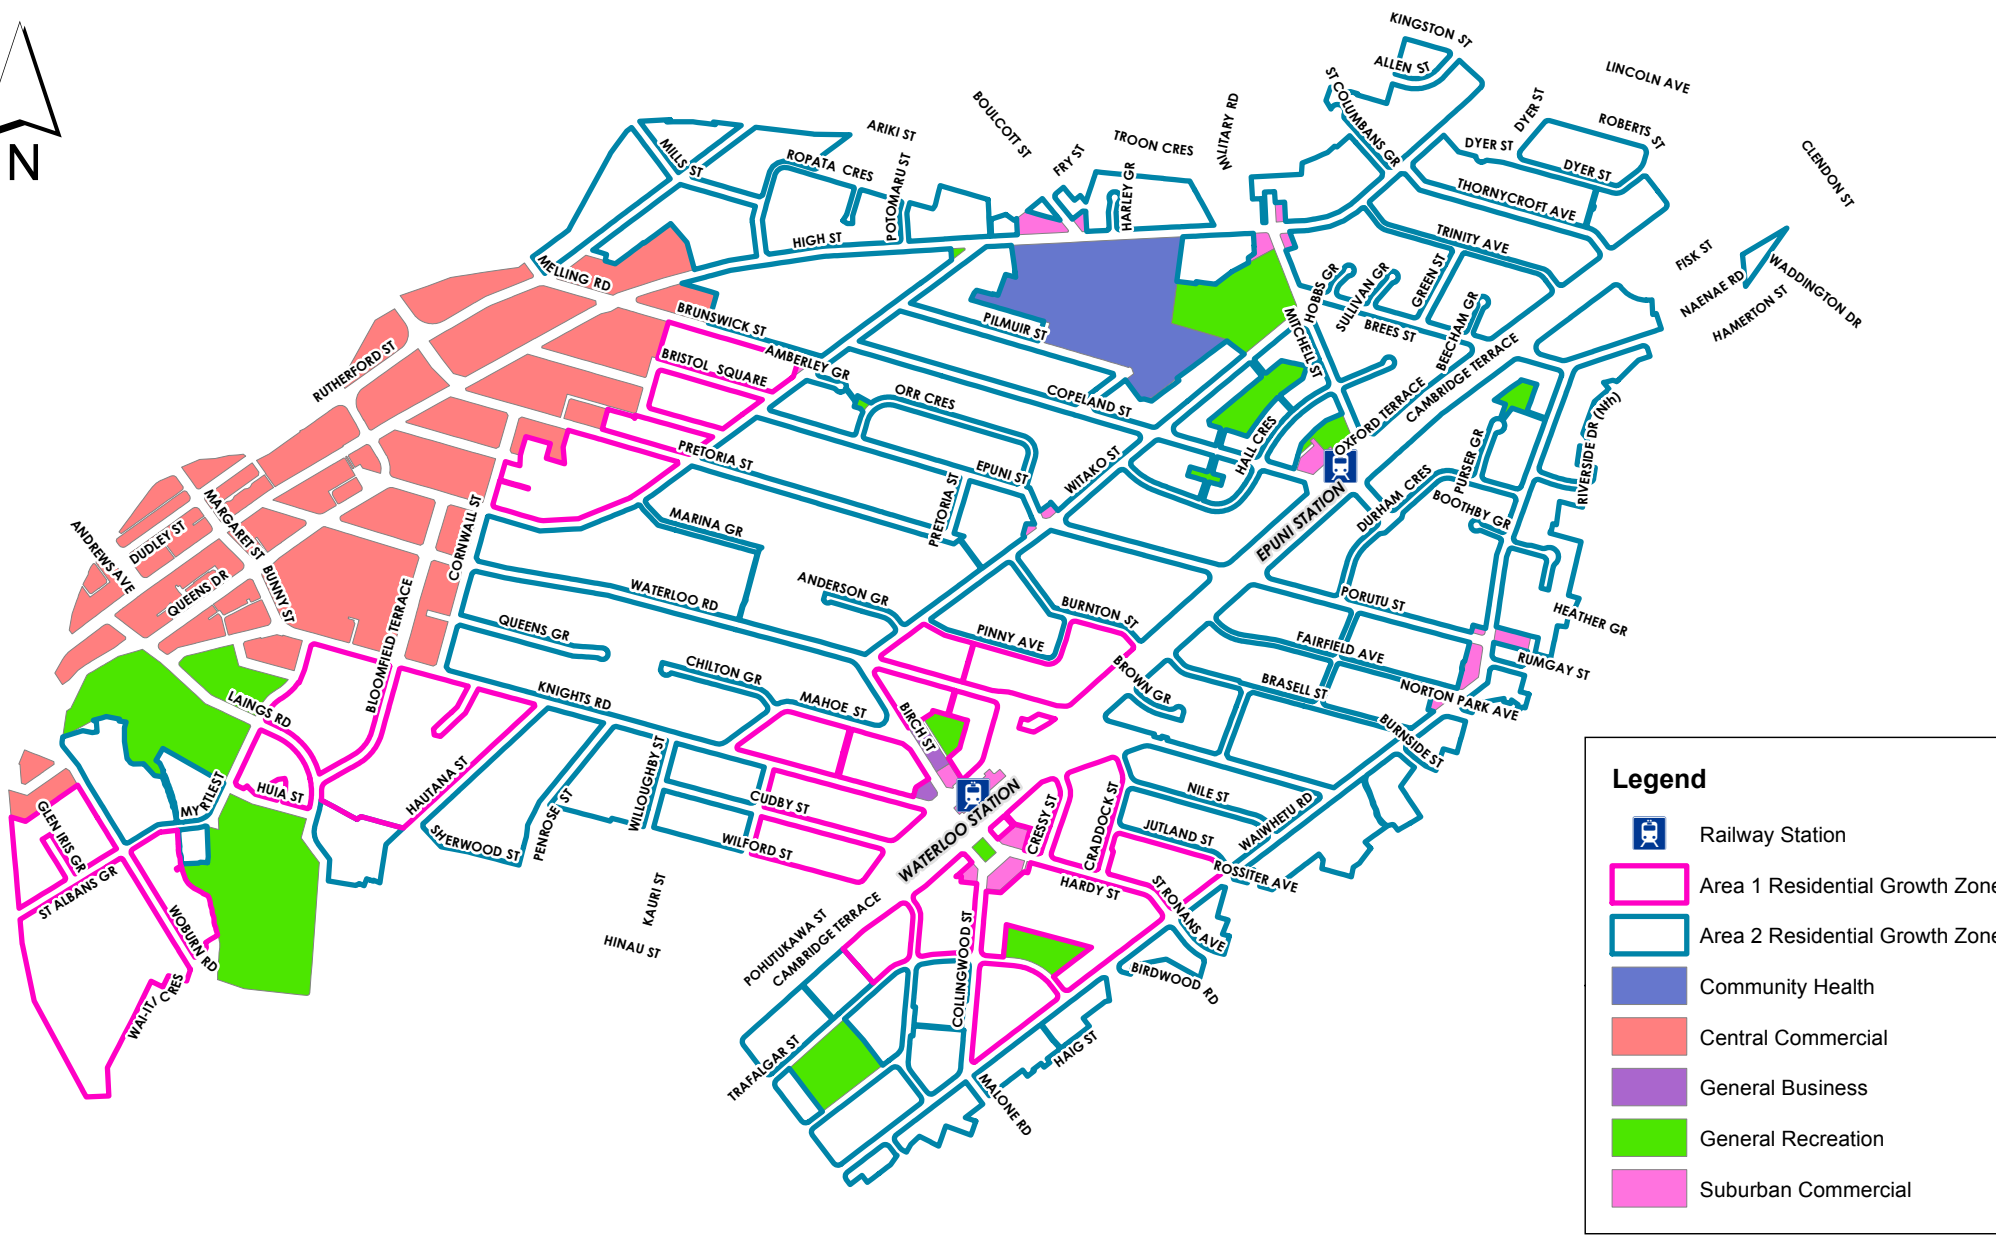 KINGSTON ST
ALLEN ST
LINCOLN AVE
ST COLUMBANS GR
DYER ST
ROBERTS ST
DYER ST
DYER ST
CLENDON ST
THORNYCROFT AVE
TRINITY AVE
FISK ST
NAENAE RD
WADDINGTON DR
HAMERTON ST
N
ARIKI ST
BOULCOTT ST
FRY ST
TROON CRES
MILITARY RD
HARLEY GR
MILLS ST
ROPATA CRES
POTOMARU ST
HIGH ST
MELLING RD
HOBBS GR
SULLIVAN GR
GREEN ST
BEECHAM GR
BREES ST
MITCHELL ST
BRUNSWICK ST
PILMUIR ST
AMBERLEY GR
BRISTOL SQUARE
ORR CRES
COPELAND ST
RUTHERFORD ST
OXFORD TERRACE
CAMBRIDGE TERRACE
RIVERSIDE DR (Nth)
PURSER GR
HALL CRES
PRETORIA ST
EPUNI ST
WITAKO ST
PRETORIA ST
DURHAM CRES
BOOTHBY GR
EPUNI STATION
MARINA GR
CORNWALL ST
MARGARET ST
DUDLEY ST
ANDREWS AVE
QUEENS DR
BUNNY ST
BLOOMFIELD TERRACE
WATERLOO RD
ANDERSON GR
BURNTON ST
PINNY AVE
PORUTU ST
HEATHER GR
FAIRFIELD AVE
RUMGAY ST
QUEENS GR
CHILTON GR
MAHOE ST
KNIGHTS RD
BIRCH ST
BROWN GR
BRASELL ST
NORTON PARK AVE
BURNSIDE ST
LAINGS RD
HUIA ST
MYRTLE ST
HAUTANA ST
SHERWOOD ST
PENROSE ST
WILLOUGHBY ST
CUDBY ST
WILFORD ST
WATERLOO STATION
CRESSY ST
CRADDOCK ST
NILE ST
JUTLAND ST
WAIWHETU RD
ROSSITER AVE
HARDY ST
ST RONANS AVE
GLEN IRIS GR
ST ALBANS GR
WOBURN RD
WAI-ITI CRES
KAURI ST
HINAU ST
POHUTUKAWA ST
CAMBRIDGE TERRACE
COLLINGWOOD ST
BIRDWOOD RD
HAIG ST
TRAFALGAR ST
MALONE RD
Legend
Railway Station
Area 1 Residential Growth Zone
Area 2 Residential Growth Zone
Community Health
Central Commercial
General Business
General Recreation
Suburban Commercial